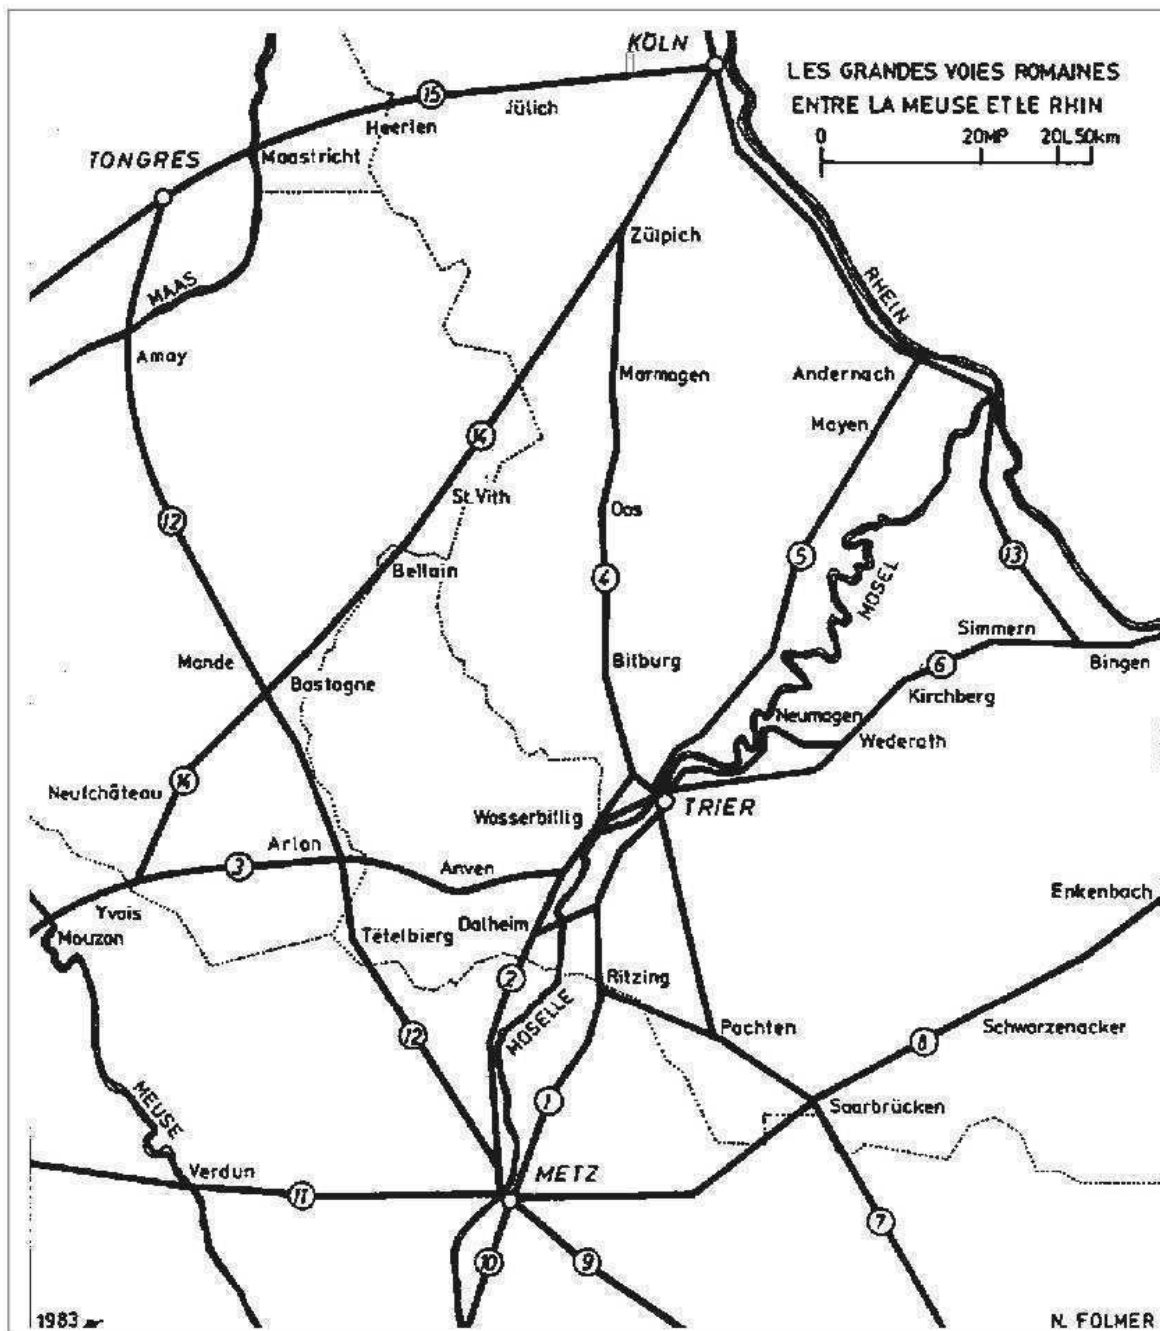 KÖLN
LES GRANDES VOIES ROMAINES
ENTRE LA MEUSE ET LE RHIN
0 20MP 20L 50km
15
Jülich
Heerlen
TONGRES
Maastricht
Zülpich
MAAS
RHEIN
Amay
Marmagen
Andernach
Mayen
14
St.Vith
12
Oos
5
13
Bellain
4
MOSEL
Simmern
Mande
Bitburg
6
Bingen
Bastogne
Kirchberg
Neumagen
Wederath
14
Neufchâteau
Wasserbillig
TRIER
Arlon
3
Anven
Enkenbach
Yvois
Dalheim
Mouzon
Tételbierg
2
Ritzing
MOSELLE
12
Pachten
Schwarzenacker
8
MEUSE
1
Saarbrücken
Verdun
METZ
11
7
10
9
1983
N. FOLMER